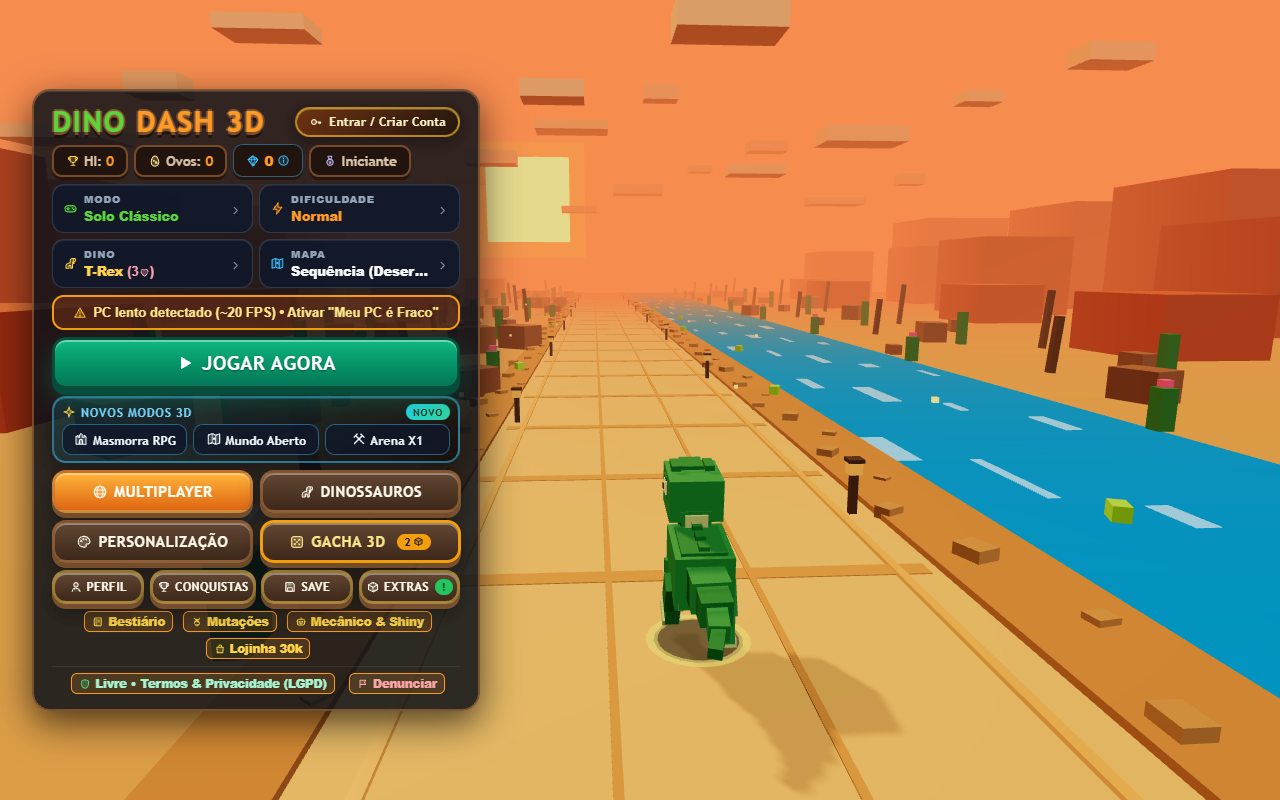 DINO DASH 3D
Entrar / Criar Conta
HI: 0
Ovos: 0
0
Iniciante
MODO
Solo Clássico
DIFICULDADE
Normal
DINO
T-Rex (3)
MAPA
Sequência (Deser...
PC lento detectado (~20 FPS) • Ativar "Meu PC é Fraco"
JOGAR AGORA
NOVOS MODOS 3D
NOVO
Masmorra RPG
Mundo Aberto
Arena X1
MULTIPLAYER
DINOSSAUROS
PERSONALIZAÇÃO
GACHA 3D 2
PERFIL
CONQUISTAS
SAVE
EXTRAS !
Bestiário
Mutações
Mecânico & Shiny
Lojinha 30k
Livre • Termos & Privacidade (LGPD)
Denunciar